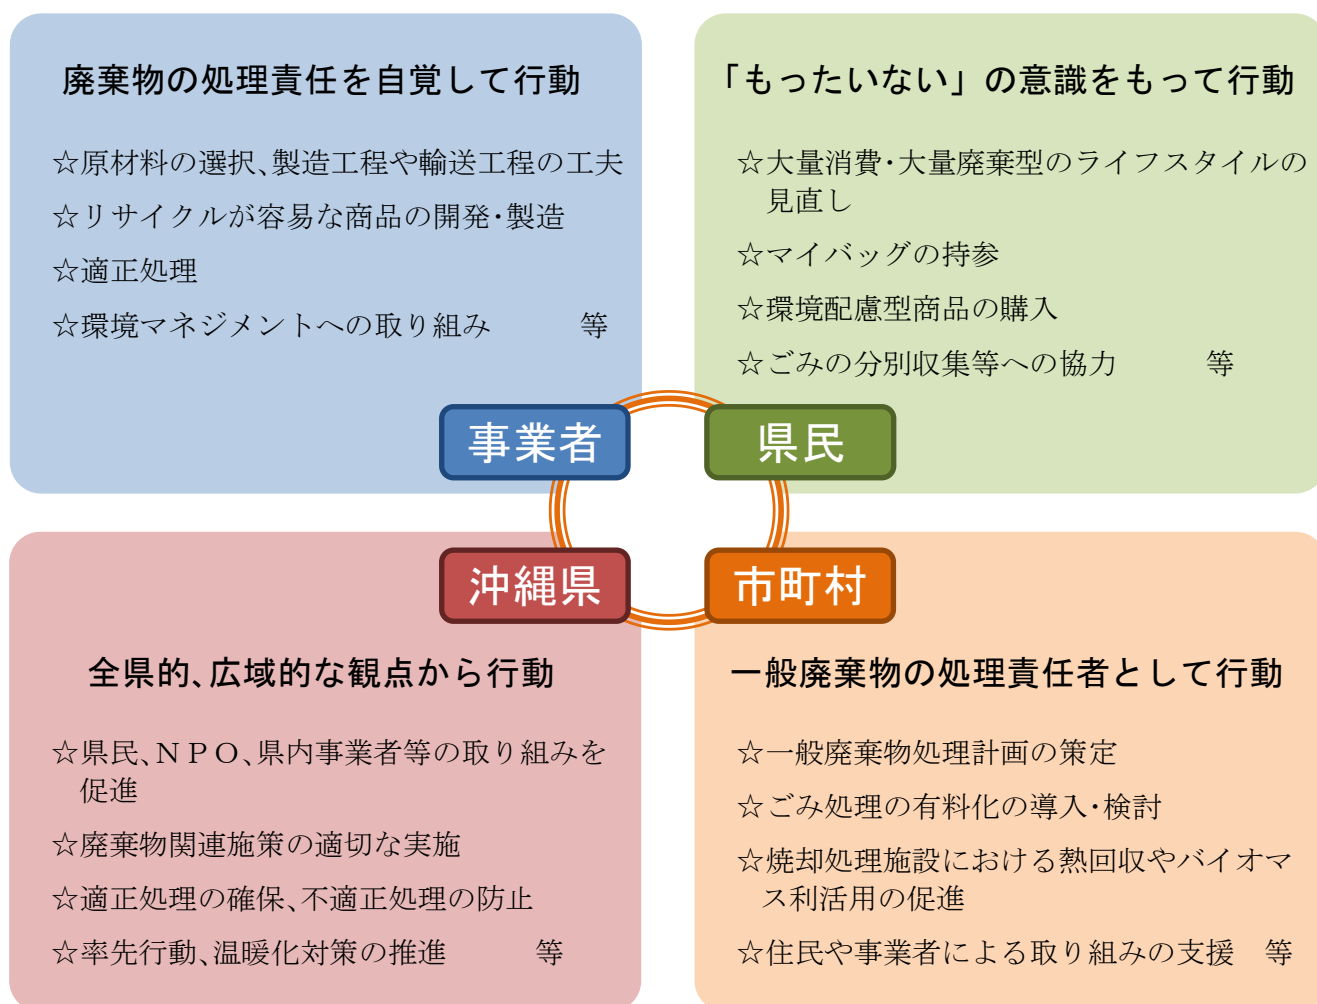 廃棄物の処理責任を自覚して行動
☆原材料の選択、製造工程や輸送工程の工夫
☆リサイクルが容易な商品の開発・製造
☆適正処理
☆環境マネジメントへの取り組み 等
事業者
「もったいない」の意識をもって行動
☆大量消費・大量廃棄型のライフスタイルの
見直し
☆マイバッグの持参
☆環境配慮型商品の購入
☆ごみの分別収集等への協力 等
県民
沖縄県
全県的、広域的な観点から行動
☆県民、ＮＰＯ、県内事業者等の取り組みを
促進
☆廃棄物関連施策の適切な実施
☆適正処理の確保、不適正処理の防止
☆率先行動、温暖化対策の推進 等
市町村
一般廃棄物の処理責任者として行動
☆一般廃棄物処理計画の策定
☆ごみ処理の有料化の導入・検討
☆焼却処理施設における熱回収やバイオマ
ス利活用の促進
☆住民や事業者による取り組みの支援 等